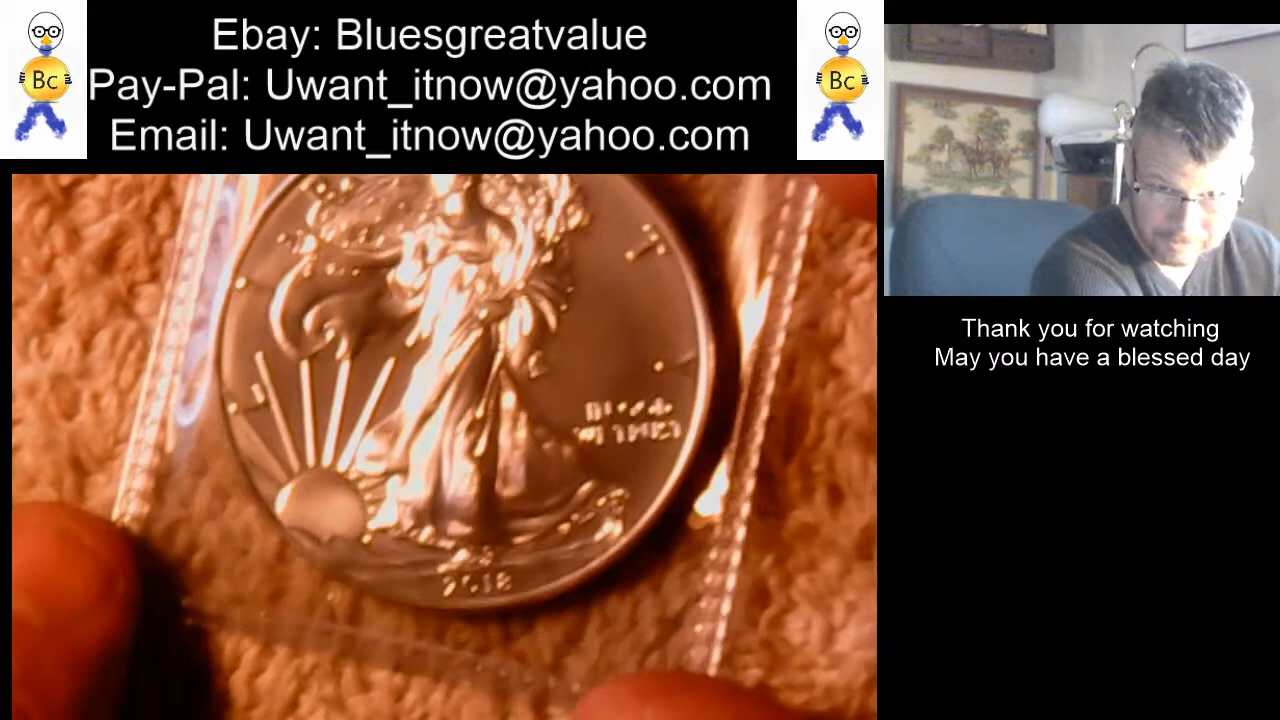 Ebay: Bluesgreatvalue
Pay-Pal: Uwant_itnow@yahoo.com
Email: Uwant_itnow@yahoo.com
Bc
Bc
Thank you for watching
May you have a blessed day
2018